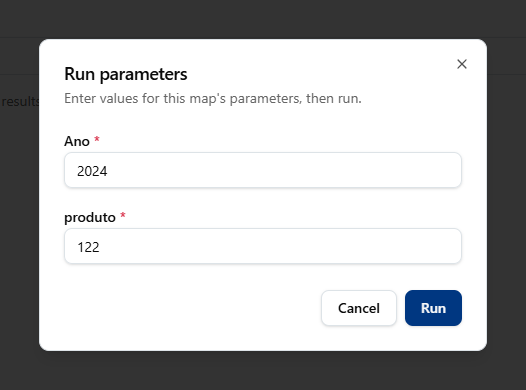 Run parameters
Enter values for this map's parameters, then run.
results
Ano *
2024
produto *
122
Cancel
Run